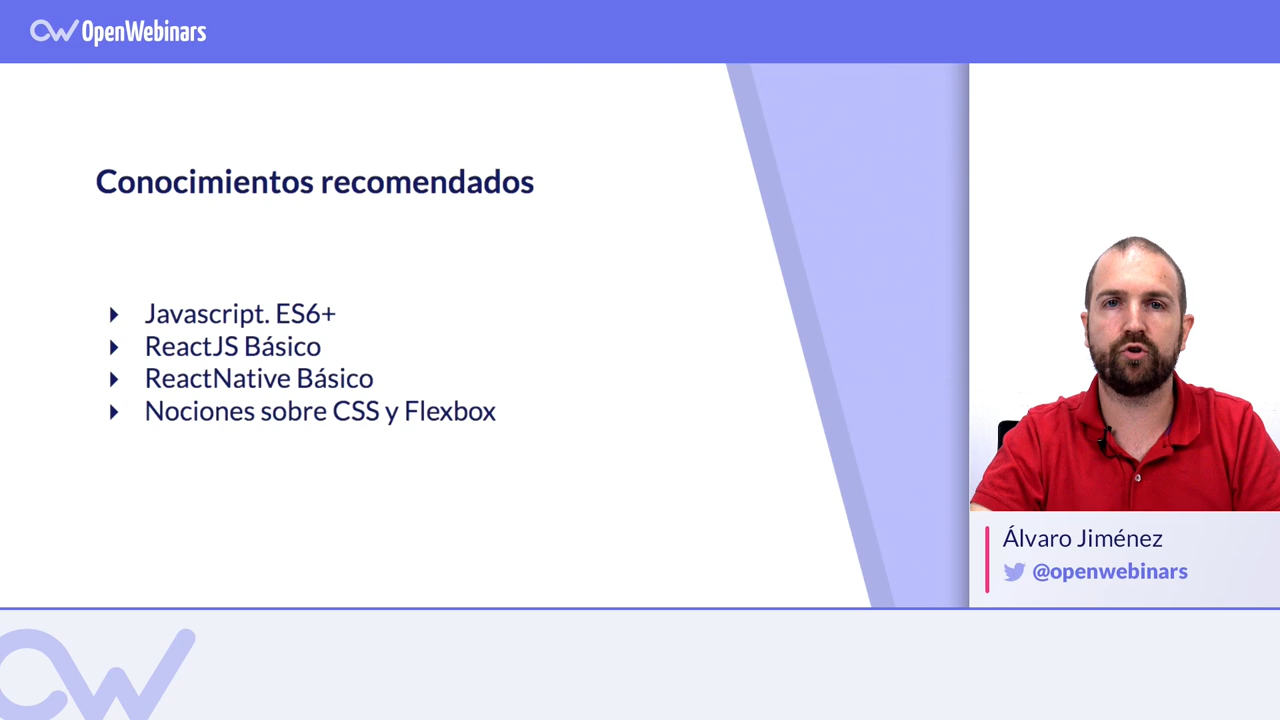 OpenWebinars
Conocimientos recomendados
Javascript. ES6+
ReactJS Básico
ReactNative Básico
Nociones sobre CSS y Flexbox
Álvaro Jiménez
@openwebinars